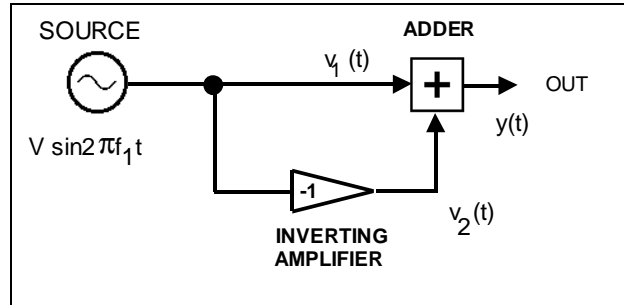 SOURCE
ADDER
v1 (t)
+
OUT
y(t)
V sin2πf1t
-1
v2(t)
INVERTING
AMPLIFIER